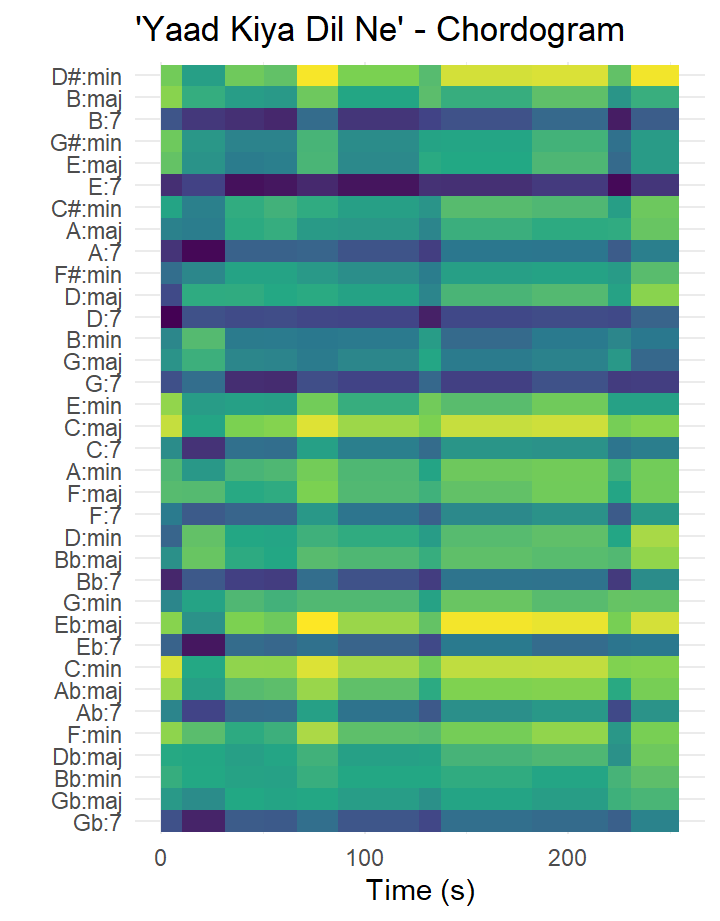 'Yaad Kiya Dil Ne' - Chordogram
D#:min
B:maj
B:7
G#:min
E:maj
E:7
C#:min
A:maj
A:7
F#:min
D:maj
D:7
B:min
G:maj
G:7
E:min
C:maj
C:7
A:min
F:maj
F:7
D:min
Bb:maj
Bb:7
G:min
Eb:maj
Eb:7
C:min
Ab:maj
Ab:7
F:min
Db:maj
Bb:min
Gb:maj
Gb:7
0 100 200
Time (s)